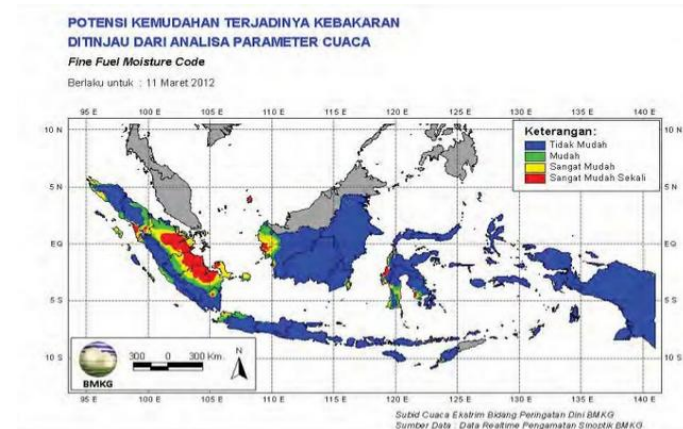 POTENSI KEMUDAHAN TERJADINYA KEBAKARAN
DITINJAU DARI ANALISA PARAMETER CUACA
Fine Fuel Moisture Code
Berlaku untuk : 11 Maret 2012
95 E 100 E 105 E 110 E 115 E 120 E 125 E 130 E 135 E 140 E
10 N
Keterangan:
Tidak Mudah
Mudah
Sangat Mudah
Sangat Mudah Sekali
10 N
5 N
5 N
EQ
EQ
5 S
5 S
10 S
10 S
300 0 300 Km
N
BMKG
95 E 100 E 105 E 110 E 115 E 120 E 125 E 130 E 135 E 140 E
Subid Cuaca Ekstrim Bidang Peringatan Dini BMKG
Sumber Data : Data Realtime Pengamatan Sinoptik BMKG